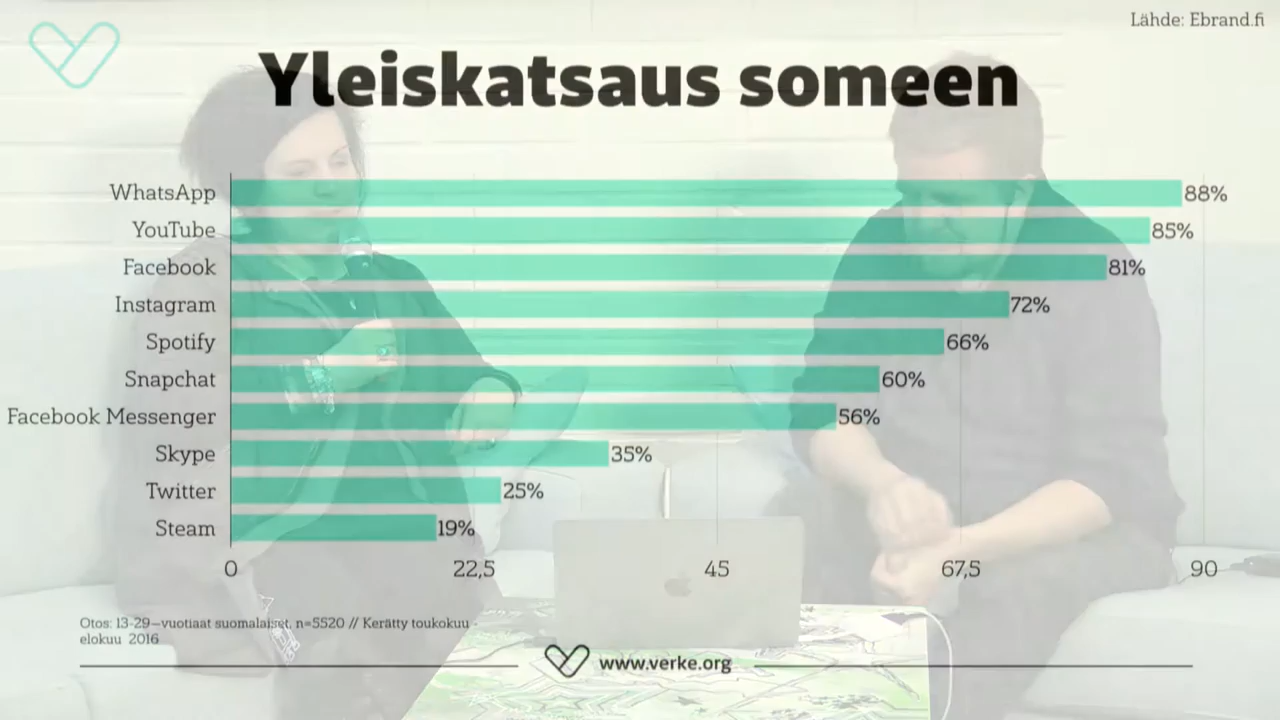 Lähde: Ebrand.fi
Yleiskatsaus someen
WhatsApp 88%
YouTube 85%
Facebook 81%
Instagram 72%
Spotify 66%
Snapchat 60%
Facebook Messenger 56%
Skype 35%
Twitter 25%
Steam 19%
0 22,5 45 67,5 90
Otos: 13-29–vuotiaat suomalaiset, n=5520 // Kerätty toukokuu -
elokuu 2016
www.verke.org